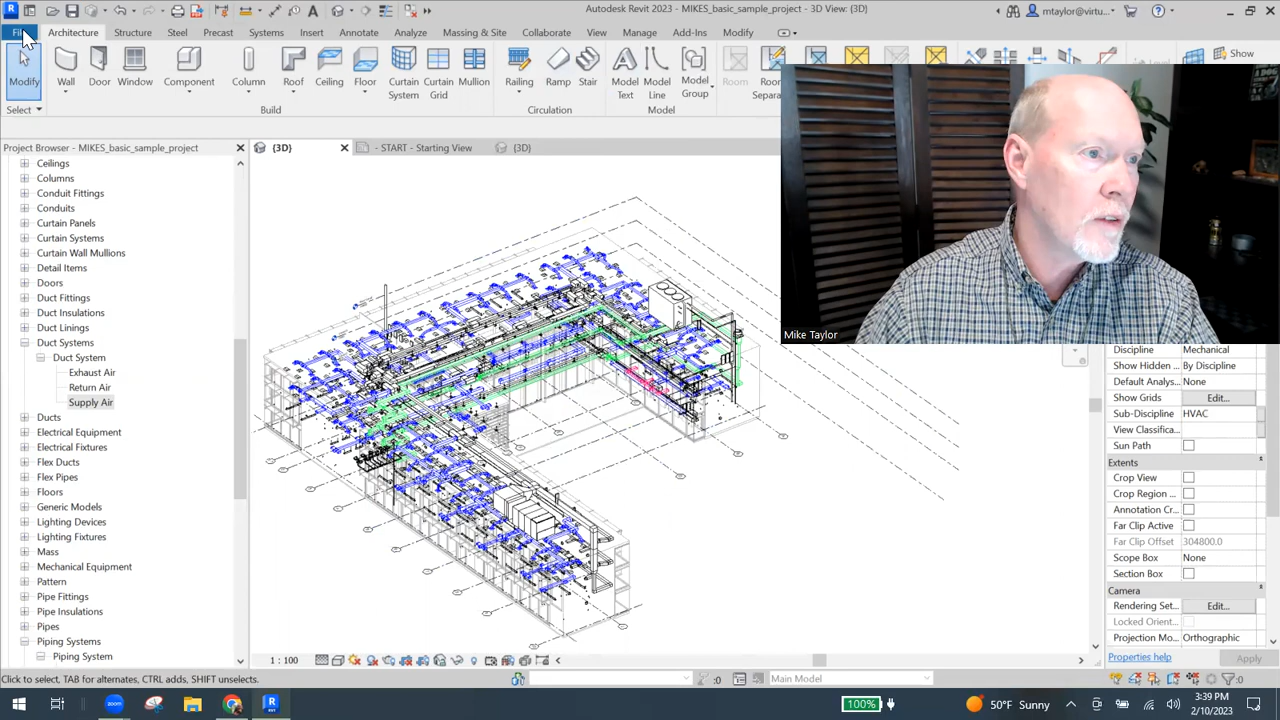 Autodesk Revit 2023 - MIKES_basic_sample_project - 3D View: {3D}
mtaylor@virtu...
Architecture
Structure
Steel
Precast
Systems
Insert
Annotate
Analyze
Massing & Site
Collaborate
View
Manage
Add-Ins
Modify
Modify
Wall
Door
Window
Component
Column
Roof
Ceiling
Floor
Curtain System
Curtain Grid
Mullion
Railing
Ramp
Stair
Model Text
Model Line
Model Group
Room
Show
Select
Build
Circulation
Model
Project Browser - MIKES_basic_sample_project
{3D}
- START - Starting View
{3D}
Ceilings
Columns
Conduit Fittings
Conduits
Curtain Panels
Curtain Systems
Curtain Wall Mullions
Detail Items
Doors
Duct Fittings
Duct Insulations
Duct Linings
Duct Systems
Duct System
Exhaust Air
Return Air
Supply Air
Ducts
Electrical Equipment
Electrical Fixtures
Flex Ducts
Flex Pipes
Floors
Generic Models
Lighting Devices
Lighting Fixtures
Mass
Mechanical Equipment
Pattern
Pipe Fittings
Pipe Insulations
Pipes
Piping Systems
Piping System
Mike Taylor
Discipline Mechanical
Show Hidden ... By Discipline
Default Analys... None
Show Grids Edit...
Sub-Discipline HVAC
View Classifica...
Sun Path
Extents
Crop View
Crop Region ...
Annotation Cr...
Far Clip Active
Far Clip Offset 304800.0
Scope Box None
Section Box
Camera
Rendering Set... Edit...
Locked Orient...
Projection Mo... Orthographic
Properties help
Apply
1 : 100
Click to select, TAB for alternates, CTRL adds, SHIFT unselects.
:0
Main Model
:0
100%
50°F Sunny
3:39 PM
2/10/2023